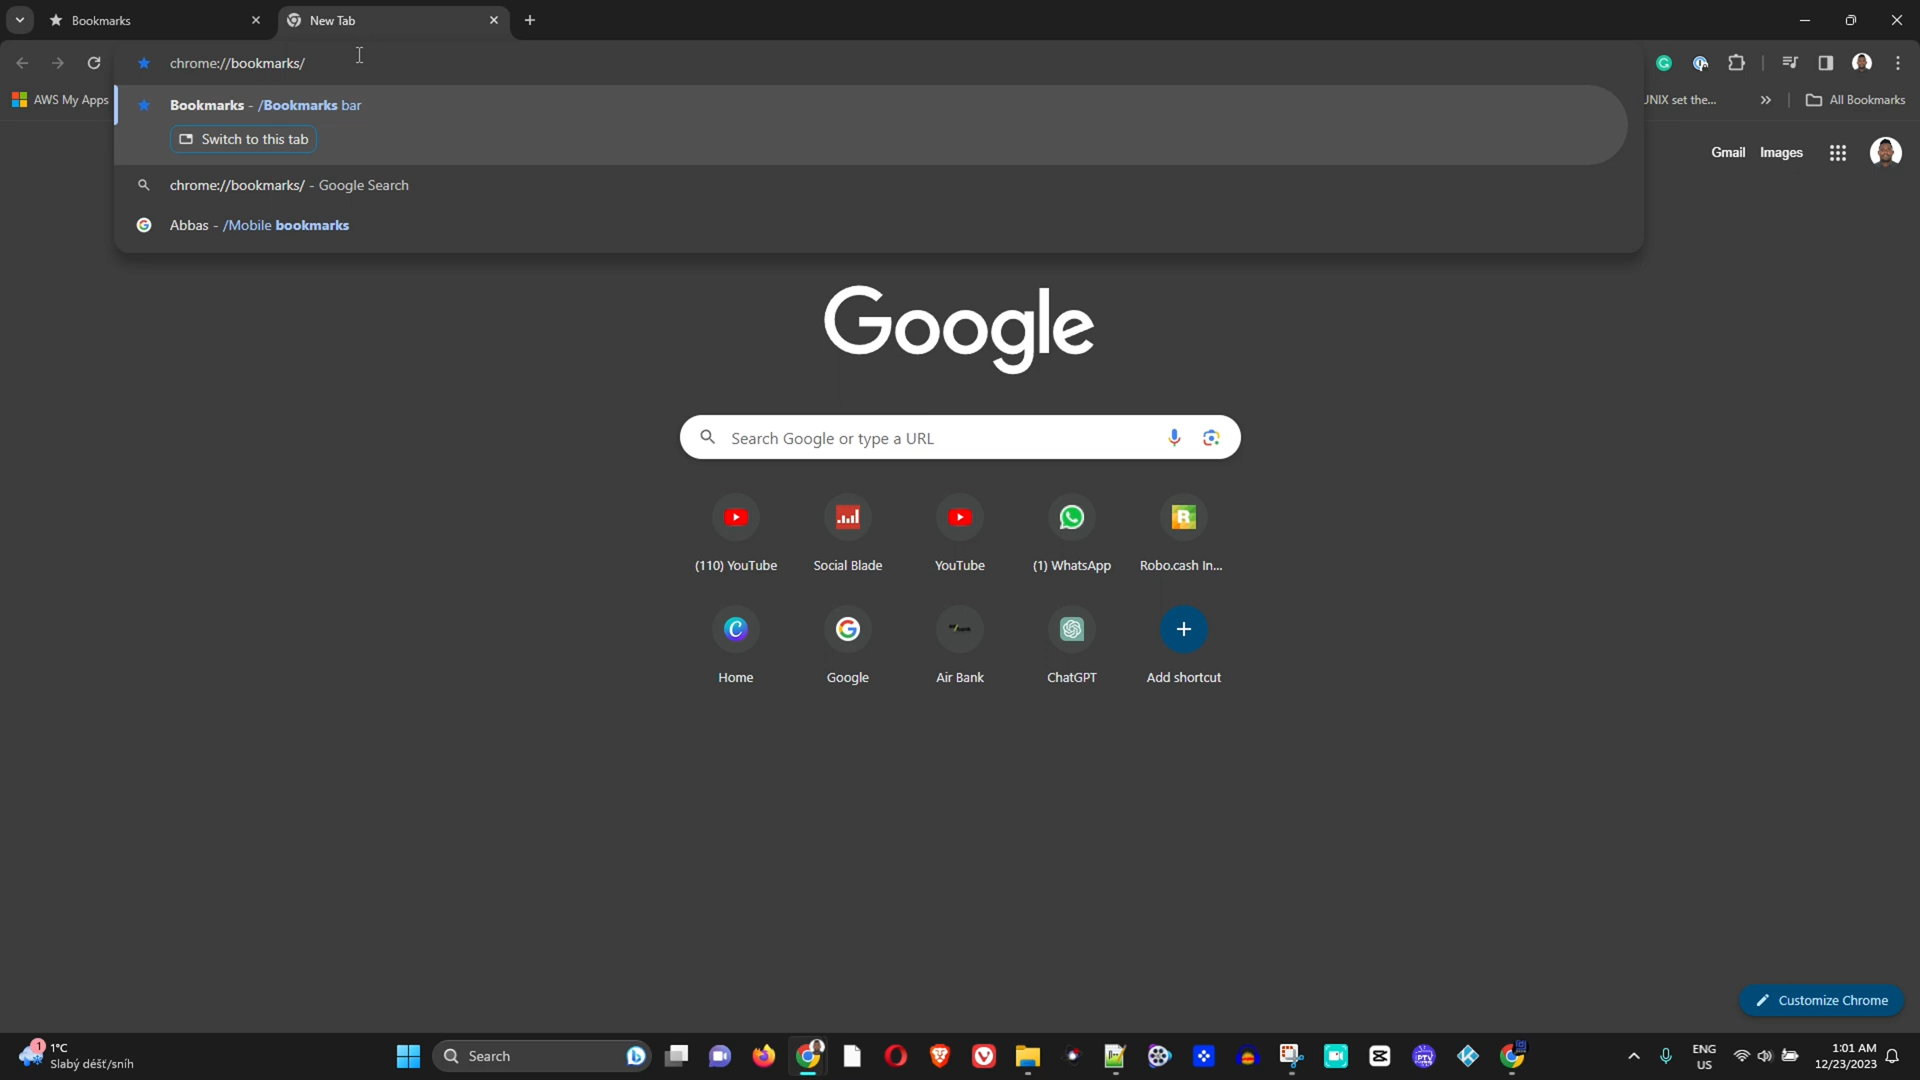 Bookmarks
New Tab
chrome://bookmarks/
AWS My Apps
Bookmarks - /Bookmarks bar
UNIX set the...
All Bookmarks
Switch to this tab
Gmail
Images
chrome://bookmarks/ - Google Search
Abbas - /Mobile bookmarks
Google
Search Google or type a URL
(110) YouTube
Social Blade
YouTube
(1) WhatsApp
Robo.cash In...
Home
Google
Air Bank
ChatGPT
Add shortcut
Customize Chrome
1
1°C
Slabý déšť/sníh
Search
ENG
US
1:01 AM
12/23/2023